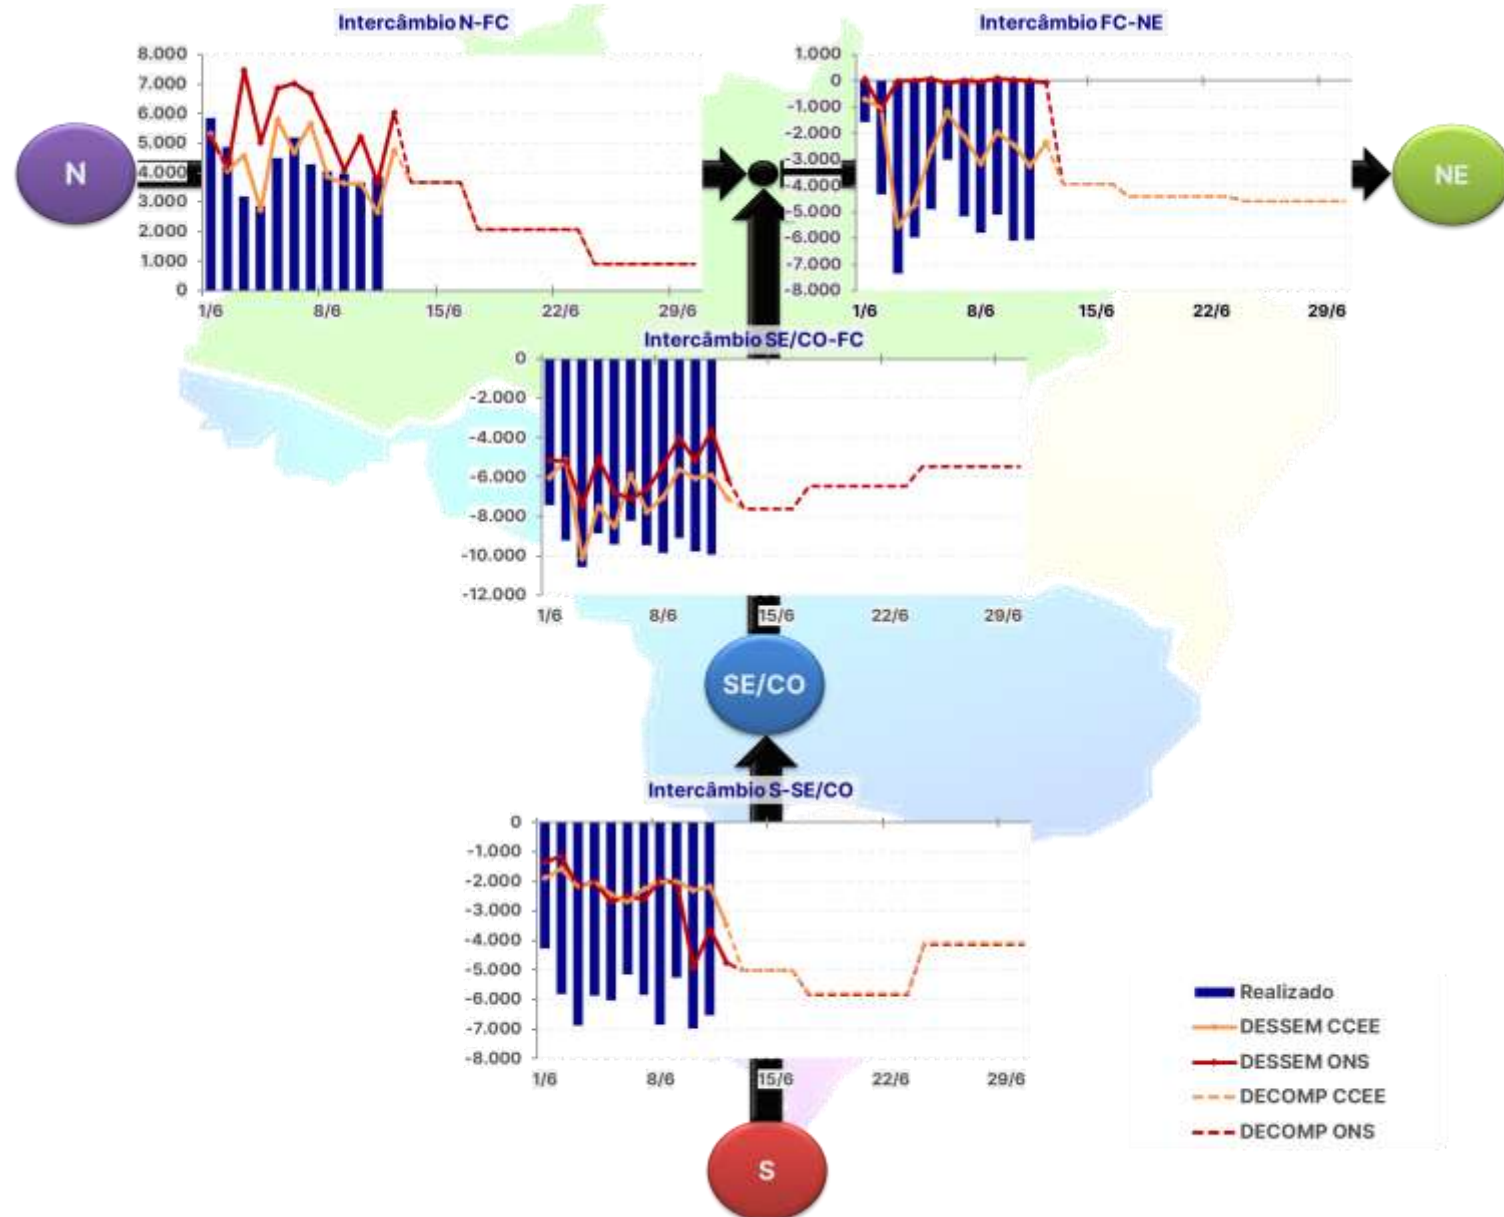 Intercâmbio N-FC
8.000
7.000
6.000
5.000
4.000
3.000
2.000
1.000
0
1/6 8/6 15/6 22/6 29/6
Intercâmbio FC-NE
1.000
0
-1.000
-2.000
-3.000
-4.000
-5.000
-6.000
-7.000
-8.000
1/6 8/6 15/6 22/6 29/6
N
NE
Intercâmbio SE/CO-FC
0
-2.000
-4.000
-6.000
-8.000
-10.000
-12.000
1/6 8/6 15/6 22/6 29/6
SE/CO
Intercâmbio S-SE/CO
0
-1.000
-2.000
-3.000
-4.000
-5.000
-6.000
-7.000
-8.000
1/6 8/6 15/6 22/6 29/6
Realizado
DESSEM CCEE
DESSEM ONS
DECOMP CCEE
DECOMP ONS
S